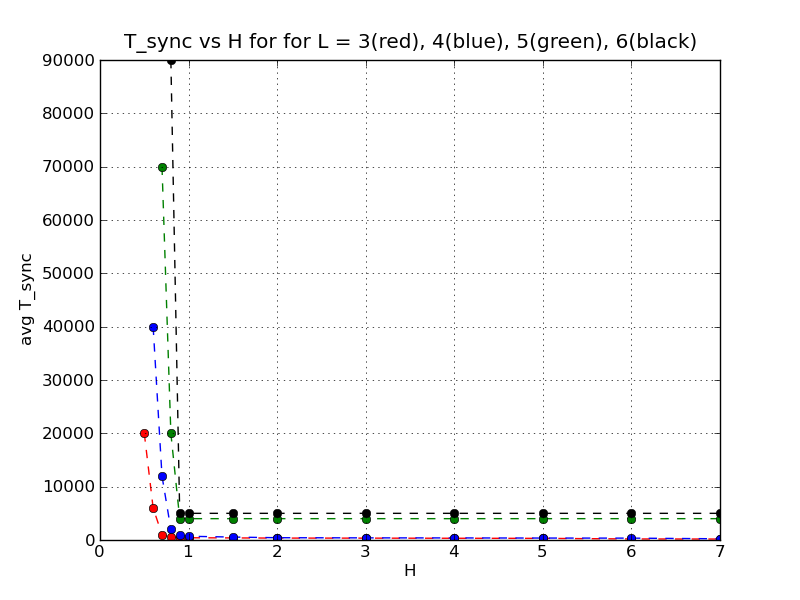 T_sync vs H for for L = 3(red), 4(blue), 5(green), 6(black)
90000
80000
70000
60000
50000
40000
30000
20000
10000
0
avg T_sync
0 1 2 3 4 5 6 7
H